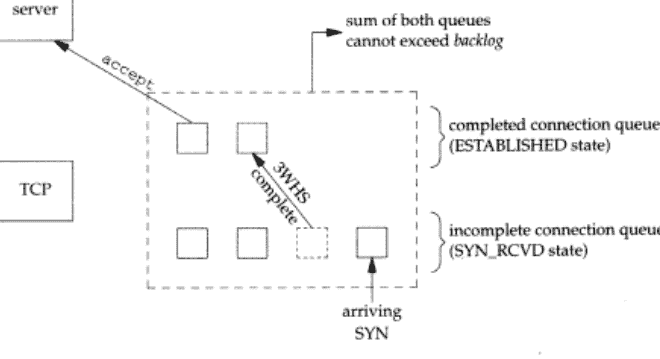 server
sum of both queues
cannot exceed backlog
accept
completed connection queue
(ESTABLISHED state)
3WHS
complete
TCP
incomplete connection queue
(SYN_RCVD state)
arriving
SYN